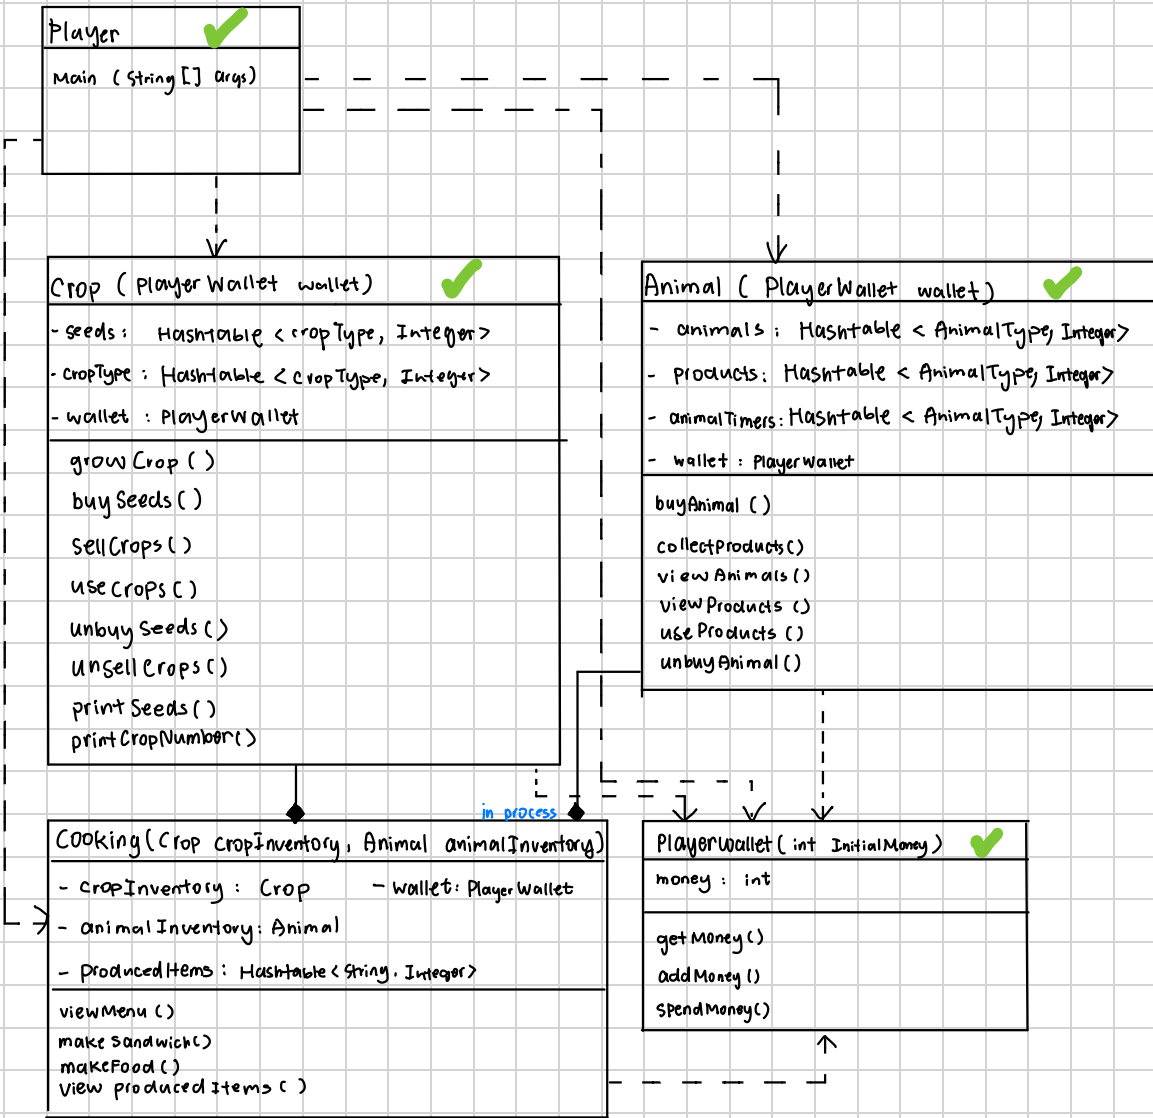 Player
Main (String[] args)
Crop (PlayerWallet wallet)
- seeds: Hashtable <cropType, Integer>
- cropType : Hashtable <cropType, Integer>
- wallet : PlayerWallet
growCrop()
buySeeds()
sellCrops()
useCrops()
unbuySeeds()
unsellCrops()
printSeeds()
printCropNumber()
Animal (PlayerWallet wallet)
- animals: Hashtable < AnimalType, Integer>
- products: Hashtable < AnimalType, Integer>
- animalTimers: Hashtable < AnimalType, Integer>
- wallet : PlayerWallet
buyAnimal ()
collectProducts()
viewAnimals()
viewProducts ()
useProducts ()
unbuyAnimal()
in process
Cooking(Crop cropInventory, Animal animalInventory)
- cropInventory: Crop - wallet: PlayerWallet
- animalInventory: Animal
- producedItems: Hashtable<String, Integer>
viewMenu()
makeSandwich()
makeFood()
view producedItems()
PlayerWallet(int InitialMoney)
money: int
getMoney()
addMoney()
spendMoney()